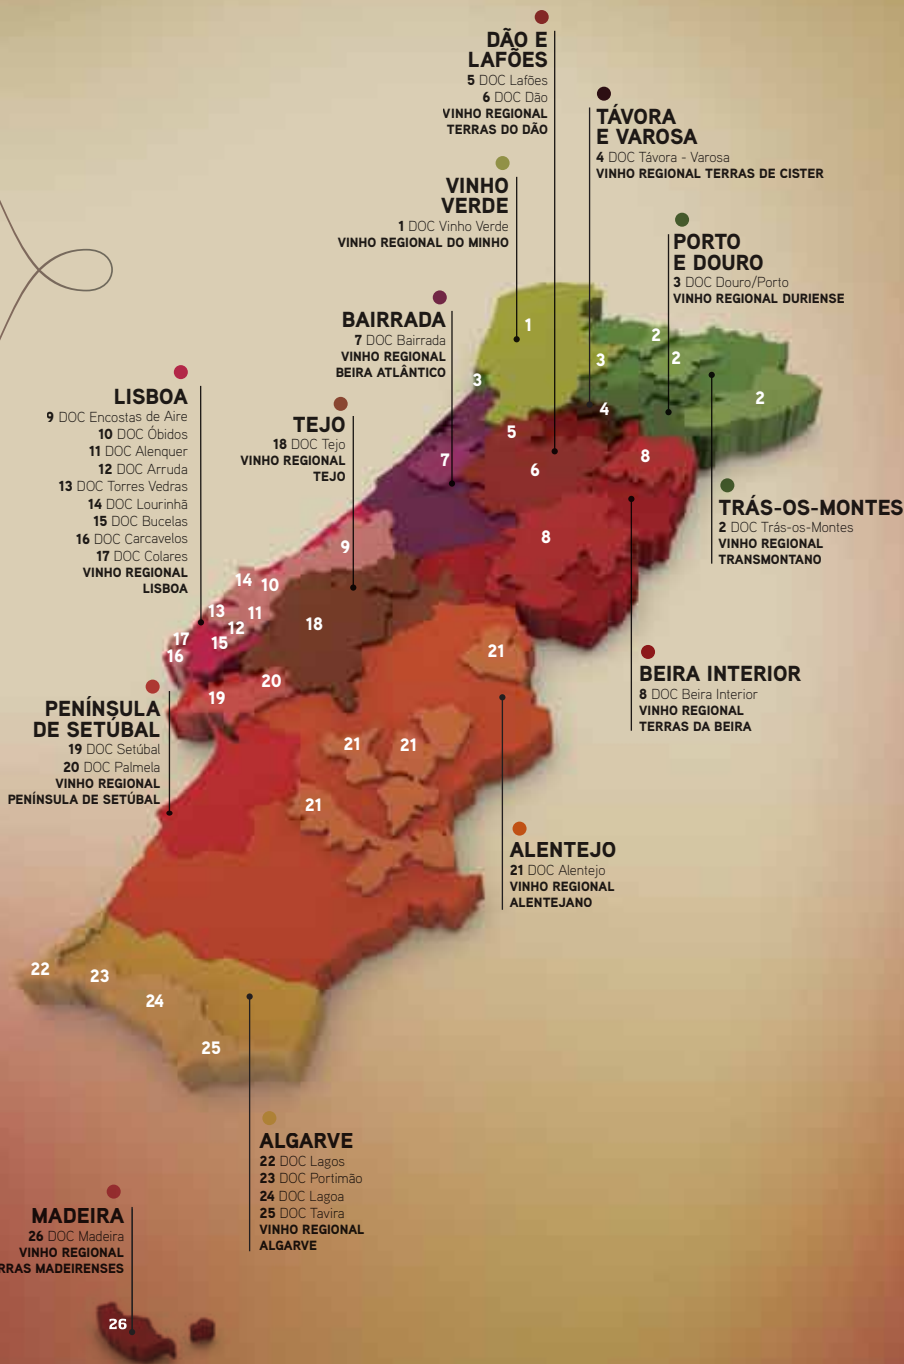 DÃO E
LAFÕES
5 DOC Lafões
6 DOC Dão
VINHO REGIONAL
TERRAS DO DÃO
TÁVORA
E VAROSA
4 DOC Távora - Varosa
VINHO REGIONAL TERRAS DE CISTER
VINHO
VERDE
1 DOC Vinho Verde
VINHO REGIONAL DO MINHO
PORTO
E DOURO
3 DOC Douro/Porto
VINHO REGIONAL DURIENSE
BAIRRADA
7 DOC Bairrada
VINHO REGIONAL
BEIRA ATLÂNTICO
LISBOA
9 DOC Encostas de Aire
10 DOC Óbidos
11 DOC Alenquer
12 DOC Arruda
13 DOC Torres Vedras
14 DOC Lourinhã
15 DOC Bucelas
16 DOC Carcavelos
17 DOC Colares
VINHO REGIONAL
LISBOA
TEJO
18 DOC Tejo
VINHO REGIONAL
TEJO
TRÁS-OS-MONTES
2 DOC Trás-os-Montes
VINHO REGIONAL
TRANSMONTANO
BEIRA INTERIOR
8 DOC Beira Interior
VINHO REGIONAL
TERRAS DA BEIRA
PENÍNSULA
DE SETÚBAL
19 DOC Setúbal
20 DOC Palmela
VINHO REGIONAL
PENÍNSULA DE SETÚBAL
ALENTEJO
21 DOC Alentejo
VINHO REGIONAL
ALENTEJANO
ALGARVE
22 DOC Lagos
23 DOC Portimão
24 DOC Lagoa
25 DOC Tavira
VINHO REGIONAL
ALGARVE
MADEIRA
26 DOC Madeira
VINHO REGIONAL
RRAS MADEIRENSES
1
2
3
2
3
2
4
5
7
6
8
8
9
14
10
13
11
12
18
17
15
16
21
20
19
21
21
21
22
23
24
25
26